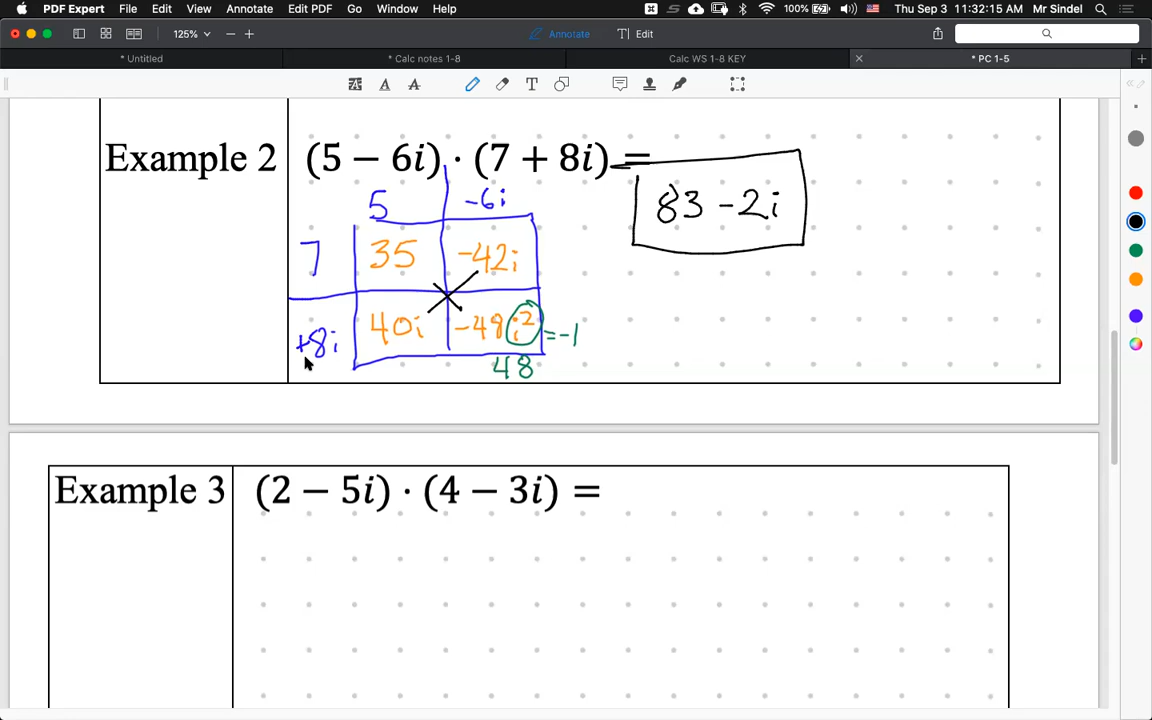 PDF Expert File Edit View Annotate Edit PDF Go Window Help 100% Thu Sep 3 11:32:15 AM Mr Sindel
125% Annotate Edit
* Untitled * Calc notes 1-8 Calc WS 1-8 KEY * PC 1-5
Example 2 (5 − 6i) · (7 + 8i) =
83 -2i
5 -6i
7 35 -42i
+8i 40i -48i² = -1
48
Example 3 (2 − 5i) · (4 − 3i) =